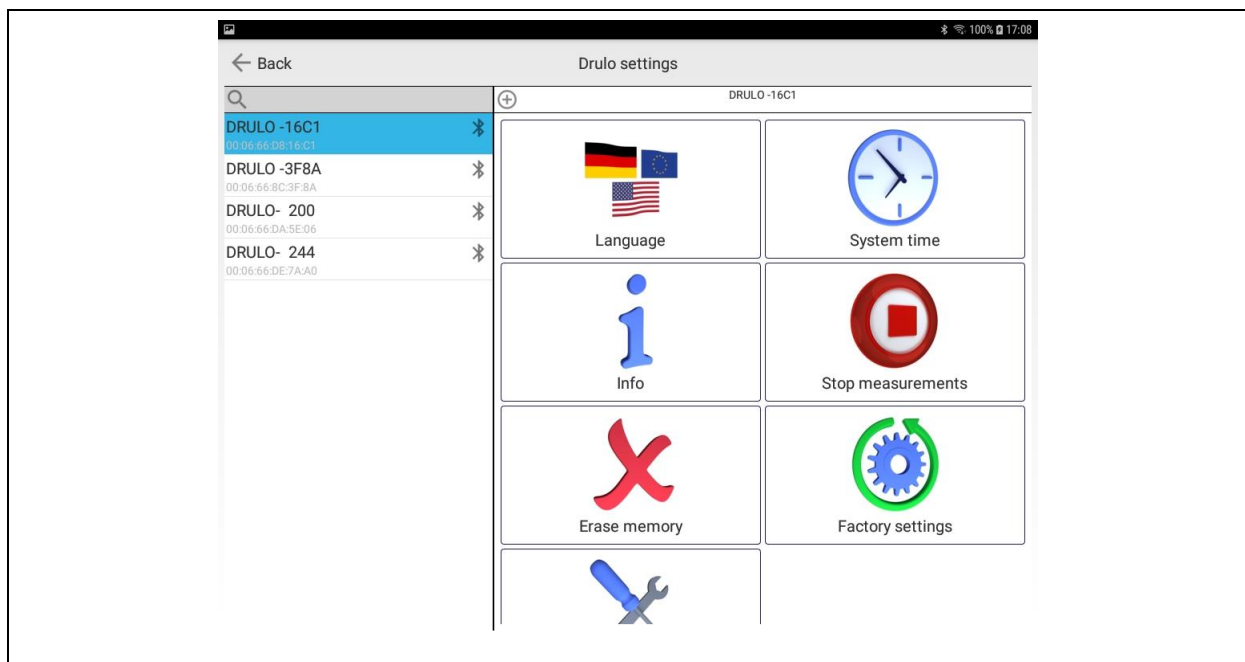 100% 17:08
Back
Drulo settings
DRULO -16C1
DRULO -16C1
00:06:66:D8:16:C1
DRULO -3F8A
00:06:66:8C:3F:8A
DRULO- 200
00:06:66:DA:5E:06
DRULO- 244
00:06:66:DE:7A:A0
Language
System time
Info
Stop measurements
Erase memory
Factory settings